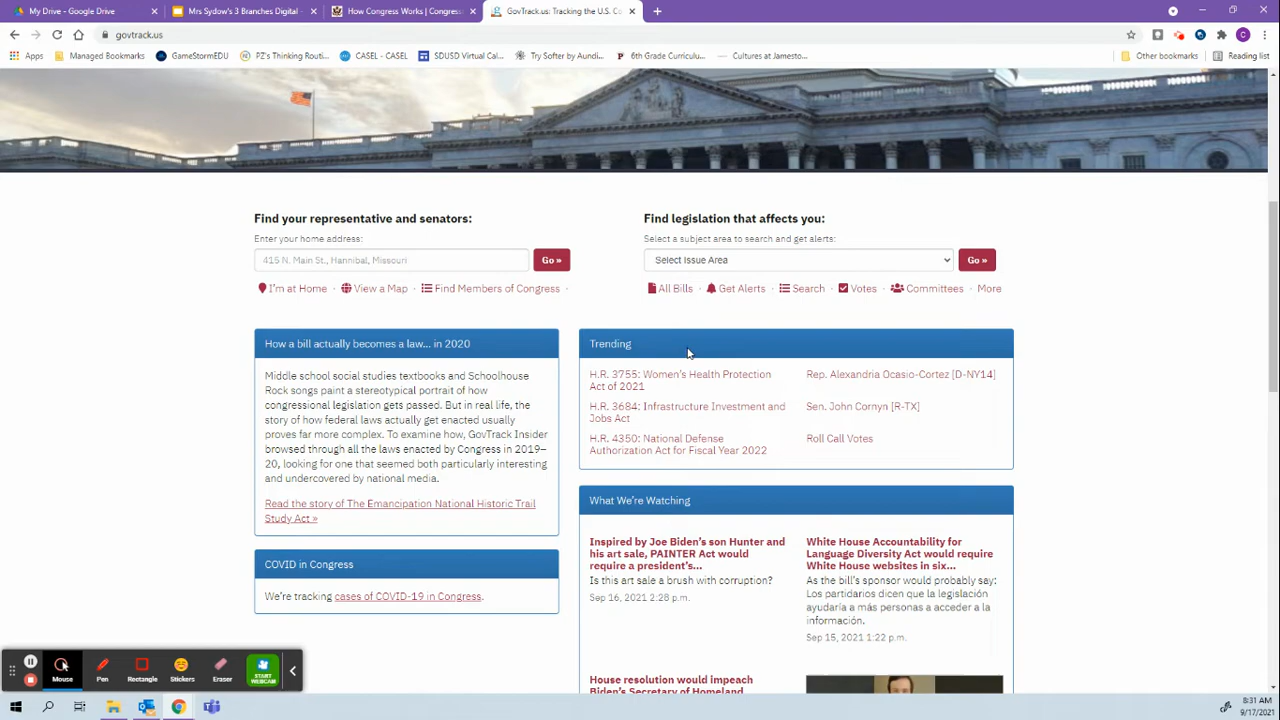 My Drive - Google Drive
Mrs Sydow's 3 Branches Digital
How Congress Works | Congress
GovTrack.us: Tracking the U.S. Co
govtrack.us
Apps
Managed Bookmarks
GameStormEDU
PZ's Thinking Routi...
CASEL - CASEL
SDUSD Virtual Cal...
Try Softer by Aundi...
6th Grade Curriculu...
Cultures at Jamesto...
Other bookmarks
Reading list
Find your representative and senators:
Enter your home address:
415 N. Main St., Hannibal, Missouri
Go »
I'm at Home · View a Map · Find Members of Congress ·
Find legislation that affects you:
Select a subject area to search and get alerts:
Select Issue Area
Go »
All Bills · Get Alerts · Search · Votes · Committees · More
How a bill actually becomes a law... in 2020
Middle school social studies textbooks and Schoolhouse
Rock songs paint a stereotypical portrait of how
congressional legislation gets passed. But in real life, the
story of how federal laws actually get enacted usually
proves far more complex. To examine how, GovTrack Insider
browsed through all the laws enacted by Congress in 2019–
20, looking for one that seemed both particularly interesting
and undercovered by national media.
Read the story of The Emancipation National Historic Trail
Study Act »
COVID in Congress
We're tracking cases of COVID-19 in Congress.
Trending
H.R. 3755: Women's Health Protection
Act of 2021
H.R. 3684: Infrastructure Investment and
Jobs Act
H.R. 4350: National Defense
Authorization Act for Fiscal Year 2022
Rep. Alexandria Ocasio-Cortez [D-NY14]
Sen. John Cornyn [R-TX]
Roll Call Votes
What We're Watching
Inspired by Joe Biden's son Hunter and
his art sale, PAINTER Act would
require a president's...
Is this art sale a brush with corruption?
Sep 16, 2021 2:28 p.m.
White House Accountability for
Language Diversity Act would require
White House websites in six...
As the bill's sponsor would probably say:
Los partidarios dicen que la legislación
ayudaría a más personas a acceder a la
información.
Sep 15, 2021 1:22 p.m.
House resolution would impeach
Biden's Secretary of Homeland
Mouse
Pen
Rectangle
Stickers
Eraser
START
WEBCAM
8:31 AM
9/17/2021